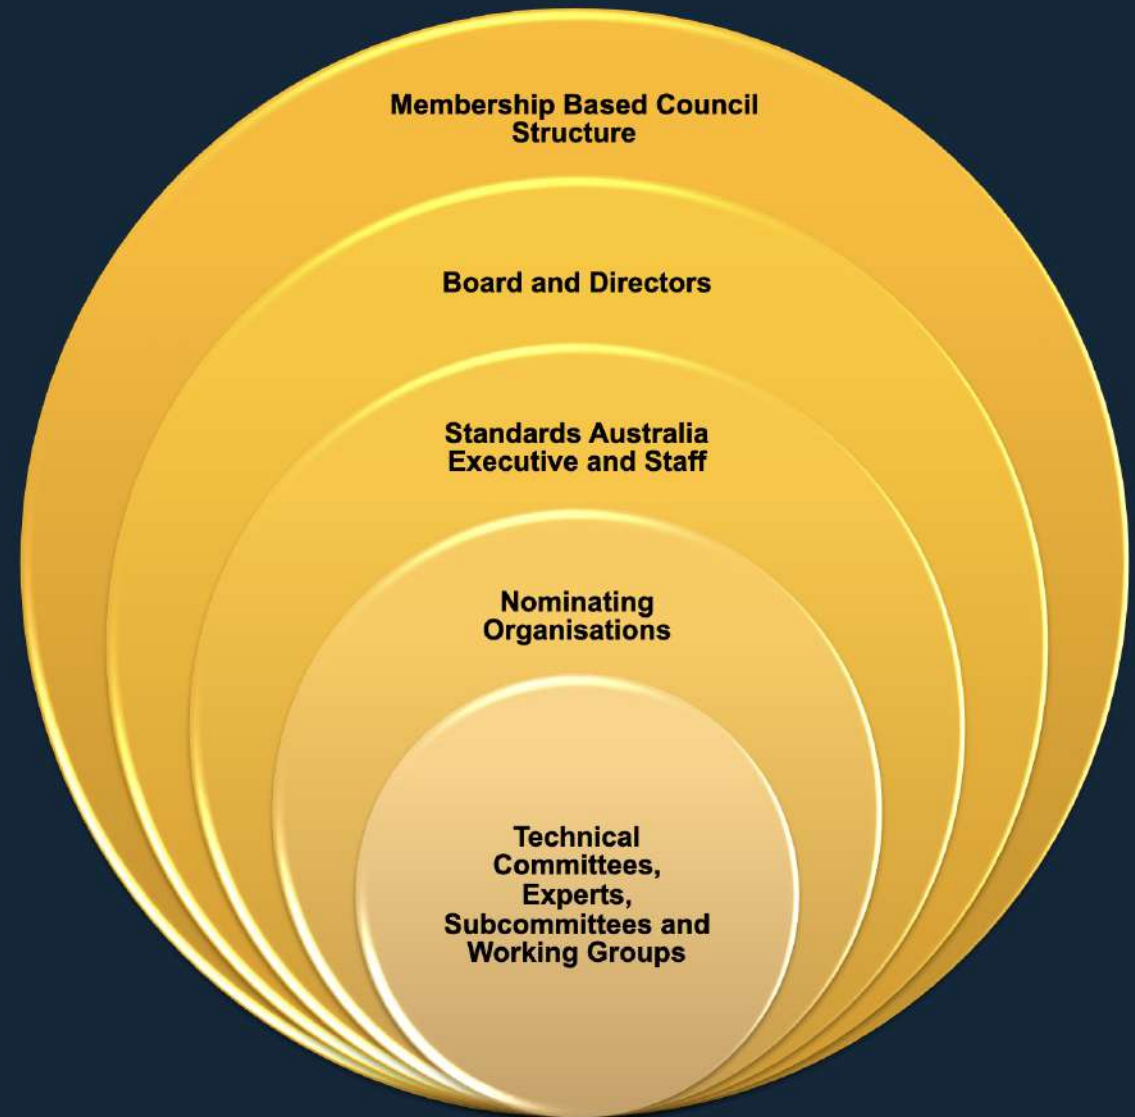 Membership Based Council
Structure
Board and Directors
Standards Australia
Executive and Staff
Nominating
Organisations
Technical
Committees,
Experts,
Subcommittees and
Working Groups